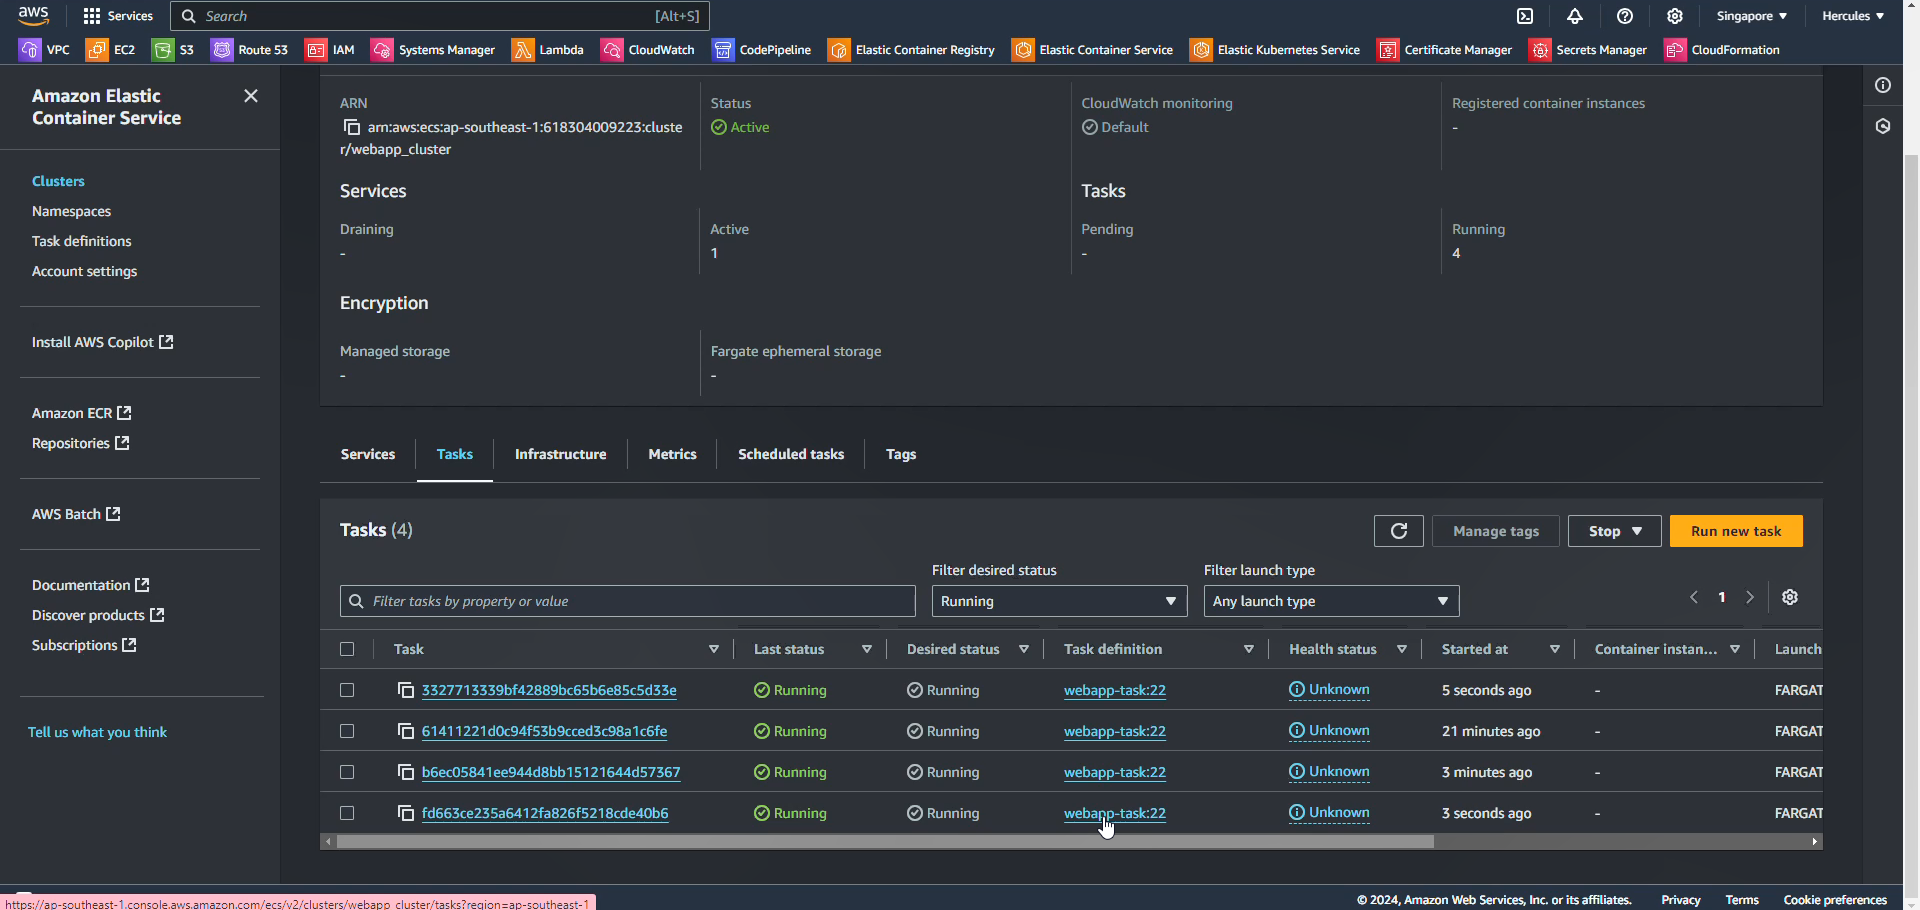 aws Services Search [Alt+S] Singapore Hercules
VPC EC2 S3 Route 53 IAM Systems Manager Lambda CloudWatch CodePipeline Elastic Container Registry Elastic Container Service Elastic Kubernetes Service Certificate Manager Secrets Manager CloudFormation
Amazon Elastic
Container Service
Clusters
Namespaces
Task definitions
Account settings
Install AWS Copilot
Amazon ECR
Repositories
AWS Batch
Documentation
Discover products
Subscriptions
Tell us what you think
ARN Status CloudWatch monitoring Registered container instances
arn:aws:ecs:ap-southeast-1:618304009223:cluste Active Default -
r/webapp_cluster
Services Tasks
Draining Active Pending Running
- 1 - 4
Encryption
Managed storage Fargate ephemeral storage
- -
Services Tasks Infrastructure Metrics Scheduled tasks Tags
Tasks (4) Manage tags Stop Run new task
Filter desired status Filter launch type
Filter tasks by property or value Running Any launch type 1
Task Last status Desired status Task definition Health status Started at Container instan... Launch
3327713339bf42889bc65b6e85c5d33e Running Running webapp-task:22 Unknown 5 seconds ago - FARGAT
61411221d0c94f53b9cced3c98a1c6fe Running Running webapp-task:22 Unknown 21 minutes ago - FARGAT
b6ec05841ee944d8bb15121644d57367 Running Running webapp-task:22 Unknown 3 minutes ago - FARGAT
fd663ce235a6412fa826f5218cde40b6 Running Running webapp-task:22 Unknown 3 seconds ago - FARGAT
© 2024, Amazon Web Services, Inc. or its affiliates. Privacy Terms Cookie preferences
https://ap-southeast-1.console.aws.amazon.com/ecs/v2/clusters/webapp_cluster/tasks?region=ap-southeast-1